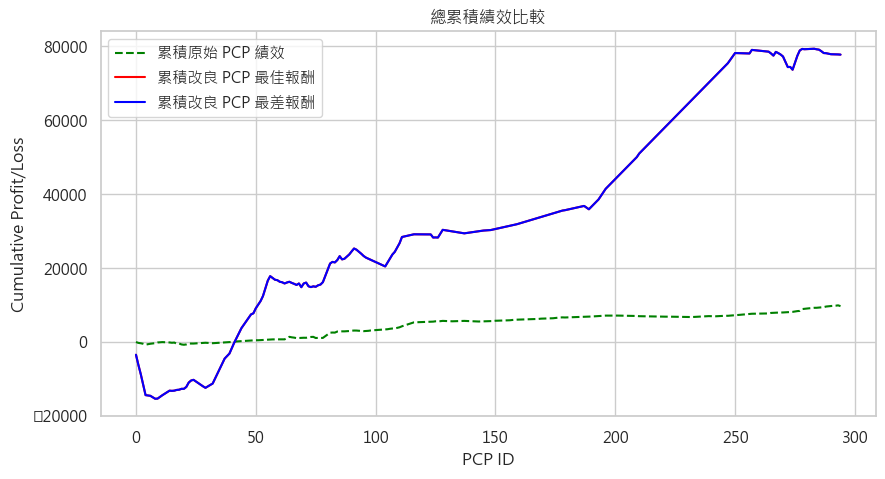 總累積績效比較
累積原始 PCP 績效
累積改良 PCP 最佳報酬
累積改良 PCP 最差報酬
Cumulative Profit/Loss
80000
60000
40000
20000
0
□20000
0
50
100
150
200
250
300
PCP ID